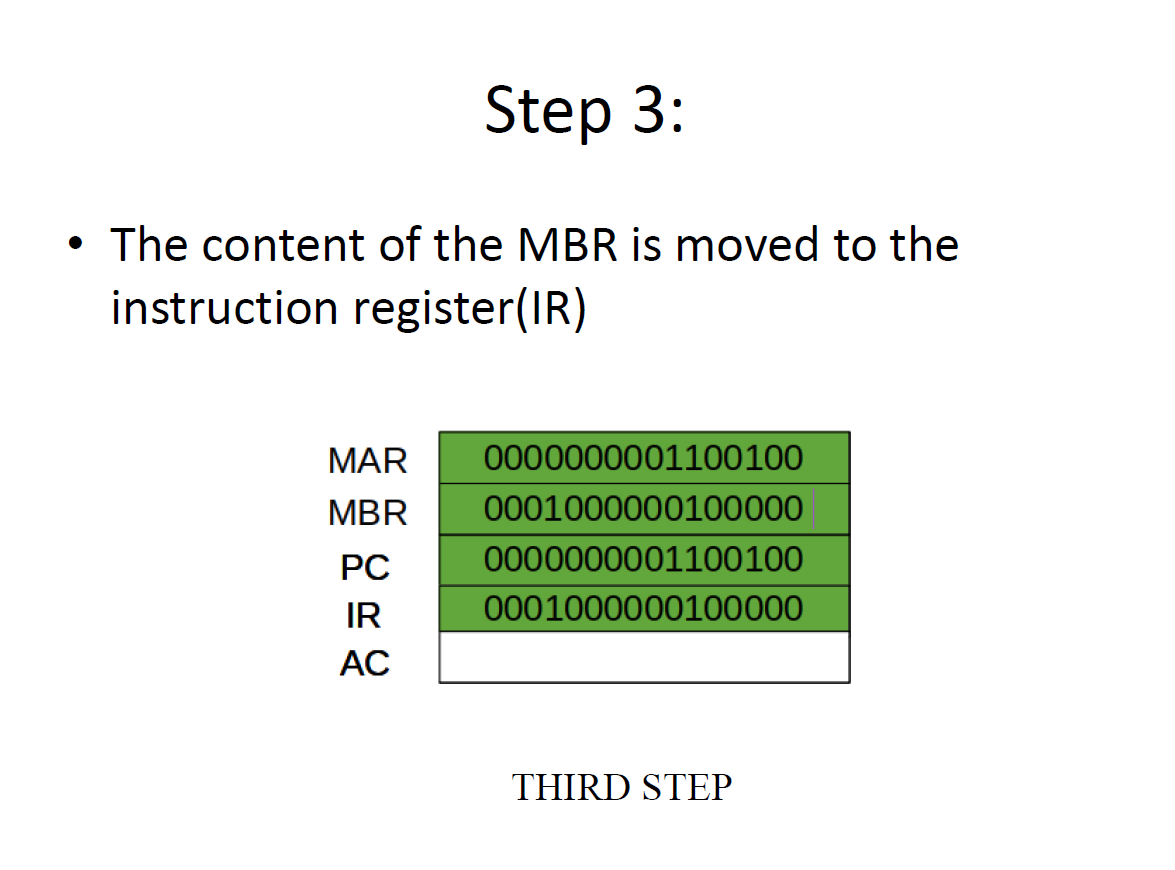 Step 3:
• The content of the MBR is moved to the
instruction register(IR)
MAR 0000000001100100
MBR 0001000000100000
PC 0000000001100100
IR 0001000000100000
AC
THIRD STEP